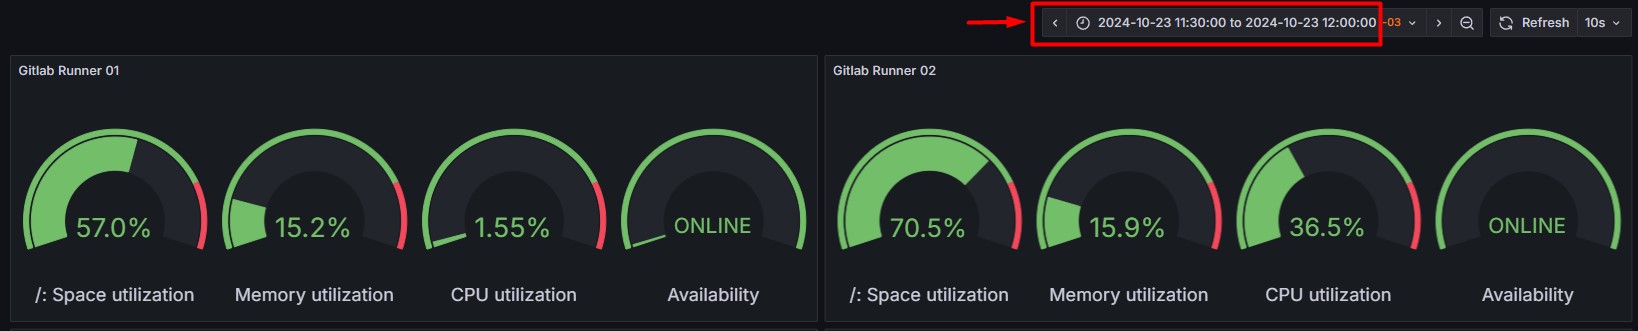 2024-10-23 11:30:00 to 2024-10-23 12:00:00 -03 Refresh 10s
Gitlab Runner 01
57.0% 15.2% 1.55% ONLINE
/: Space utilization Memory utilization CPU utilization Availability
Gitlab Runner 02
70.5% 15.9% 36.5% ONLINE
/: Space utilization Memory utilization CPU utilization Availability